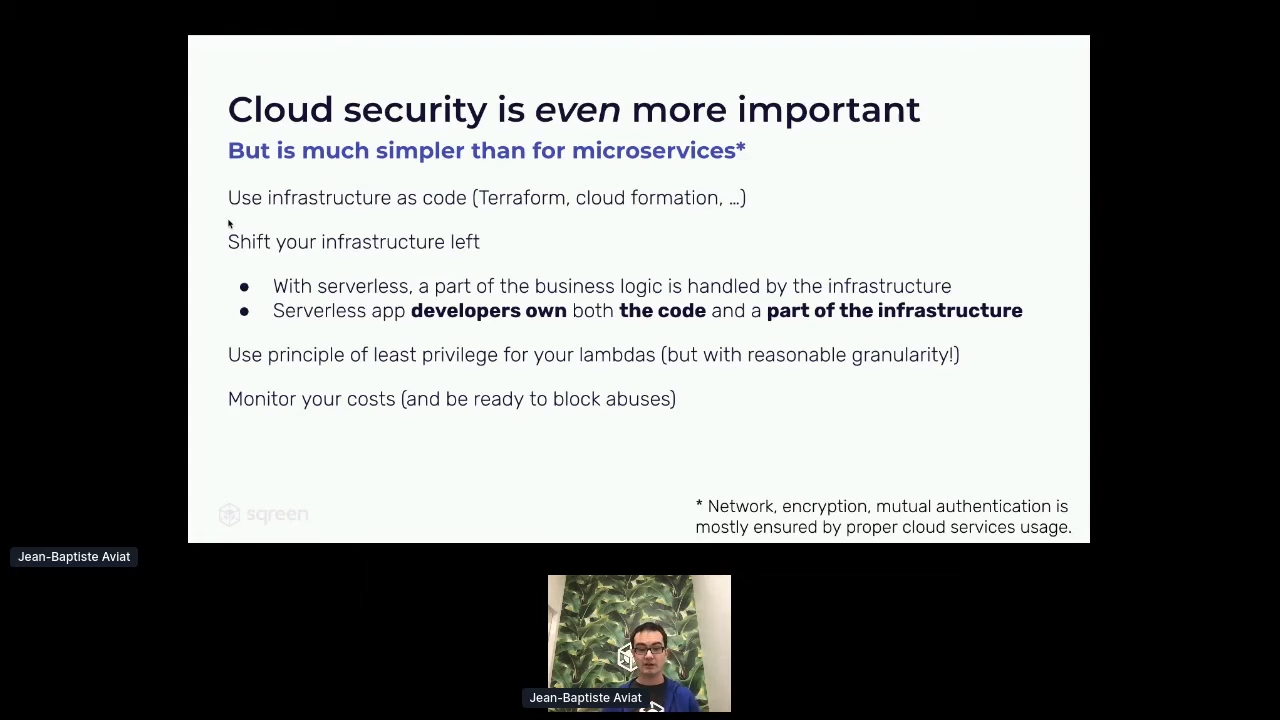 Cloud security is even more important
But is much simpler than for microservices*
Use infrastructure as code (Terraform, cloud formation, …)
Shift your infrastructure left
● With serverless, a part of the business logic is handled by the infrastructure
● Serverless app developers own both the code and a part of the infrastructure
Use principle of least privilege for your lambdas (but with reasonable granularity!)
Monitor your costs (and be ready to block abuses)
sqreen
* Network, encryption, mutual authentication is
mostly ensured by proper cloud services usage.
Jean-Baptiste Aviat
Jean-Baptiste Aviat